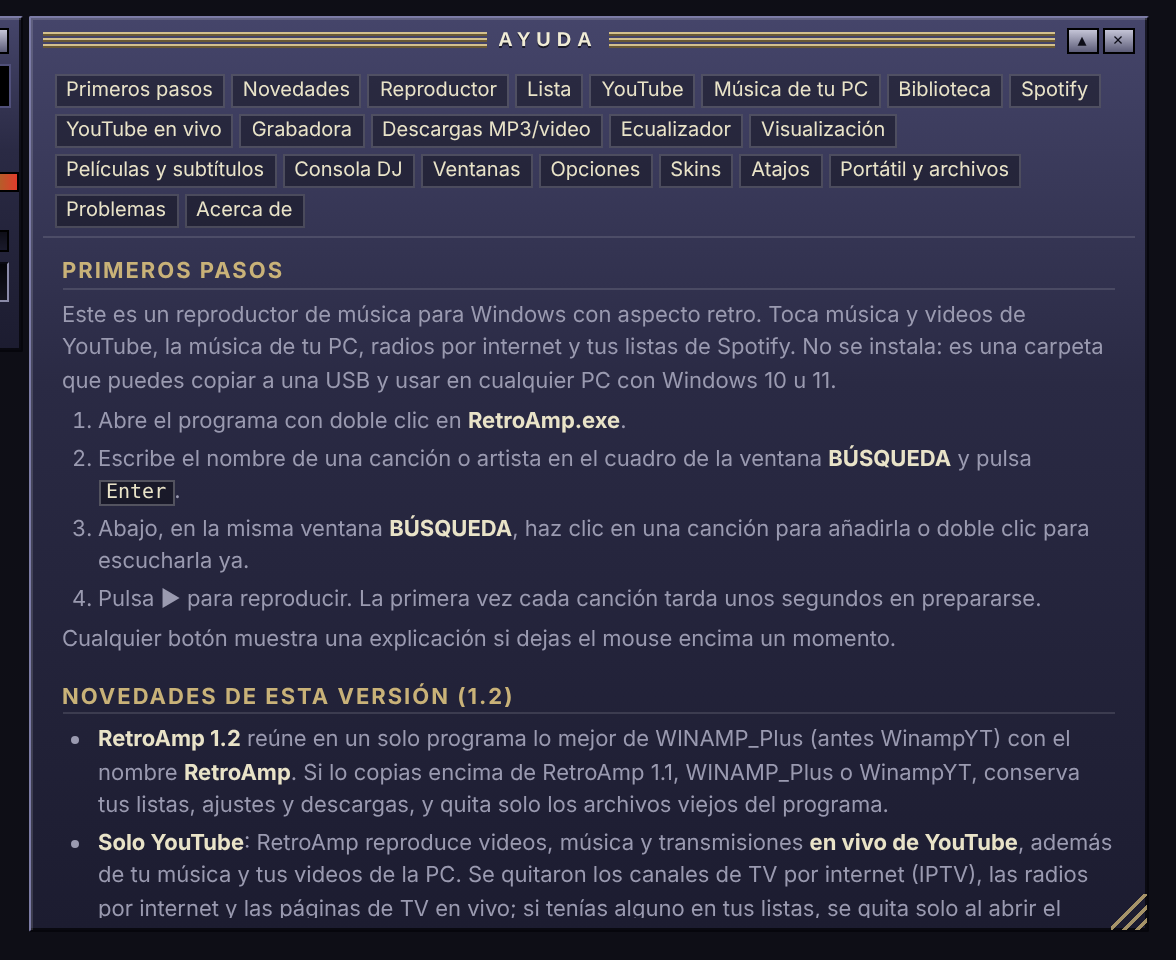 AYUDA
Primeros pasos Novedades Reproductor Lista YouTube Música de tu PC Biblioteca Spotify
YouTube en vivo Grabadora Descargas MP3/video Ecualizador Visualización
Películas y subtítulos Consola DJ Ventanas Opciones Skins Atajos Portátil y archivos
Problemas Acerca de
PRIMEROS PASOS
Este es un reproductor de música para Windows con aspecto retro. Toca música y videos de
YouTube, la música de tu PC, radios por internet y tus listas de Spotify. No se instala: es una carpeta
que puedes copiar a una USB y usar en cualquier PC con Windows 10 u 11.
1. Abre el programa con doble clic en RetroAmp.exe.
2. Escribe el nombre de una canción o artista en el cuadro de la ventana BÚSQUEDA y pulsa
Enter.
3. Abajo, en la misma ventana BÚSQUEDA, haz clic en una canción para añadirla o doble clic para
escucharla ya.
4. Pulsa ▶ para reproducir. La primera vez cada canción tarda unos segundos en prepararse.
Cualquier botón muestra una explicación si dejas el mouse encima un momento.
NOVEDADES DE ESTA VERSIÓN (1.2)
• RetroAmp 1.2 reúne en un solo programa lo mejor de WINAMP_Plus (antes WinampYT) con el
nombre RetroAmp. Si lo copias encima de RetroAmp 1.1, WINAMP_Plus o WinampYT, conserva
tus listas, ajustes y descargas, y quita solo los archivos viejos del programa.
• Solo YouTube: RetroAmp reproduce videos, música y transmisiones en vivo de YouTube, además
de tu música y tus videos de la PC. Se quitaron los canales de TV por internet (IPTV), las radios
por internet y las páginas de TV en vivo; si tenías alguno en tus listas, se quita solo al abrir el